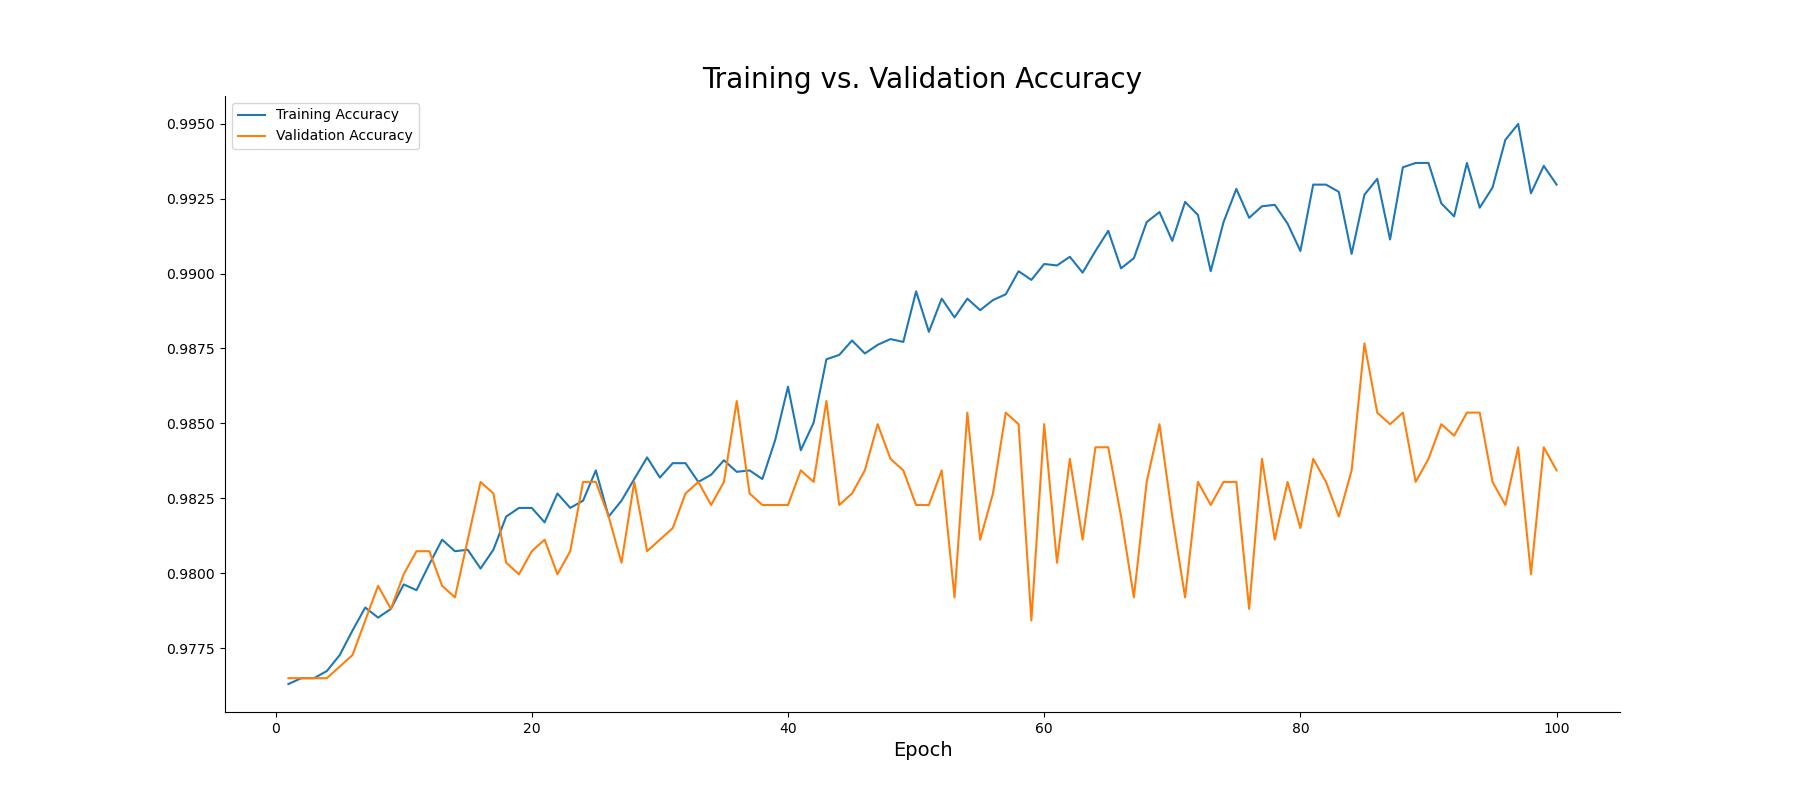 Training vs. Validation Accuracy
Training Accuracy
Validation Accuracy
0.9950
0.9925
0.9900
0.9875
0.9850
0.9825
0.9800
0.9775
0 20 40 60 80 100
Epoch